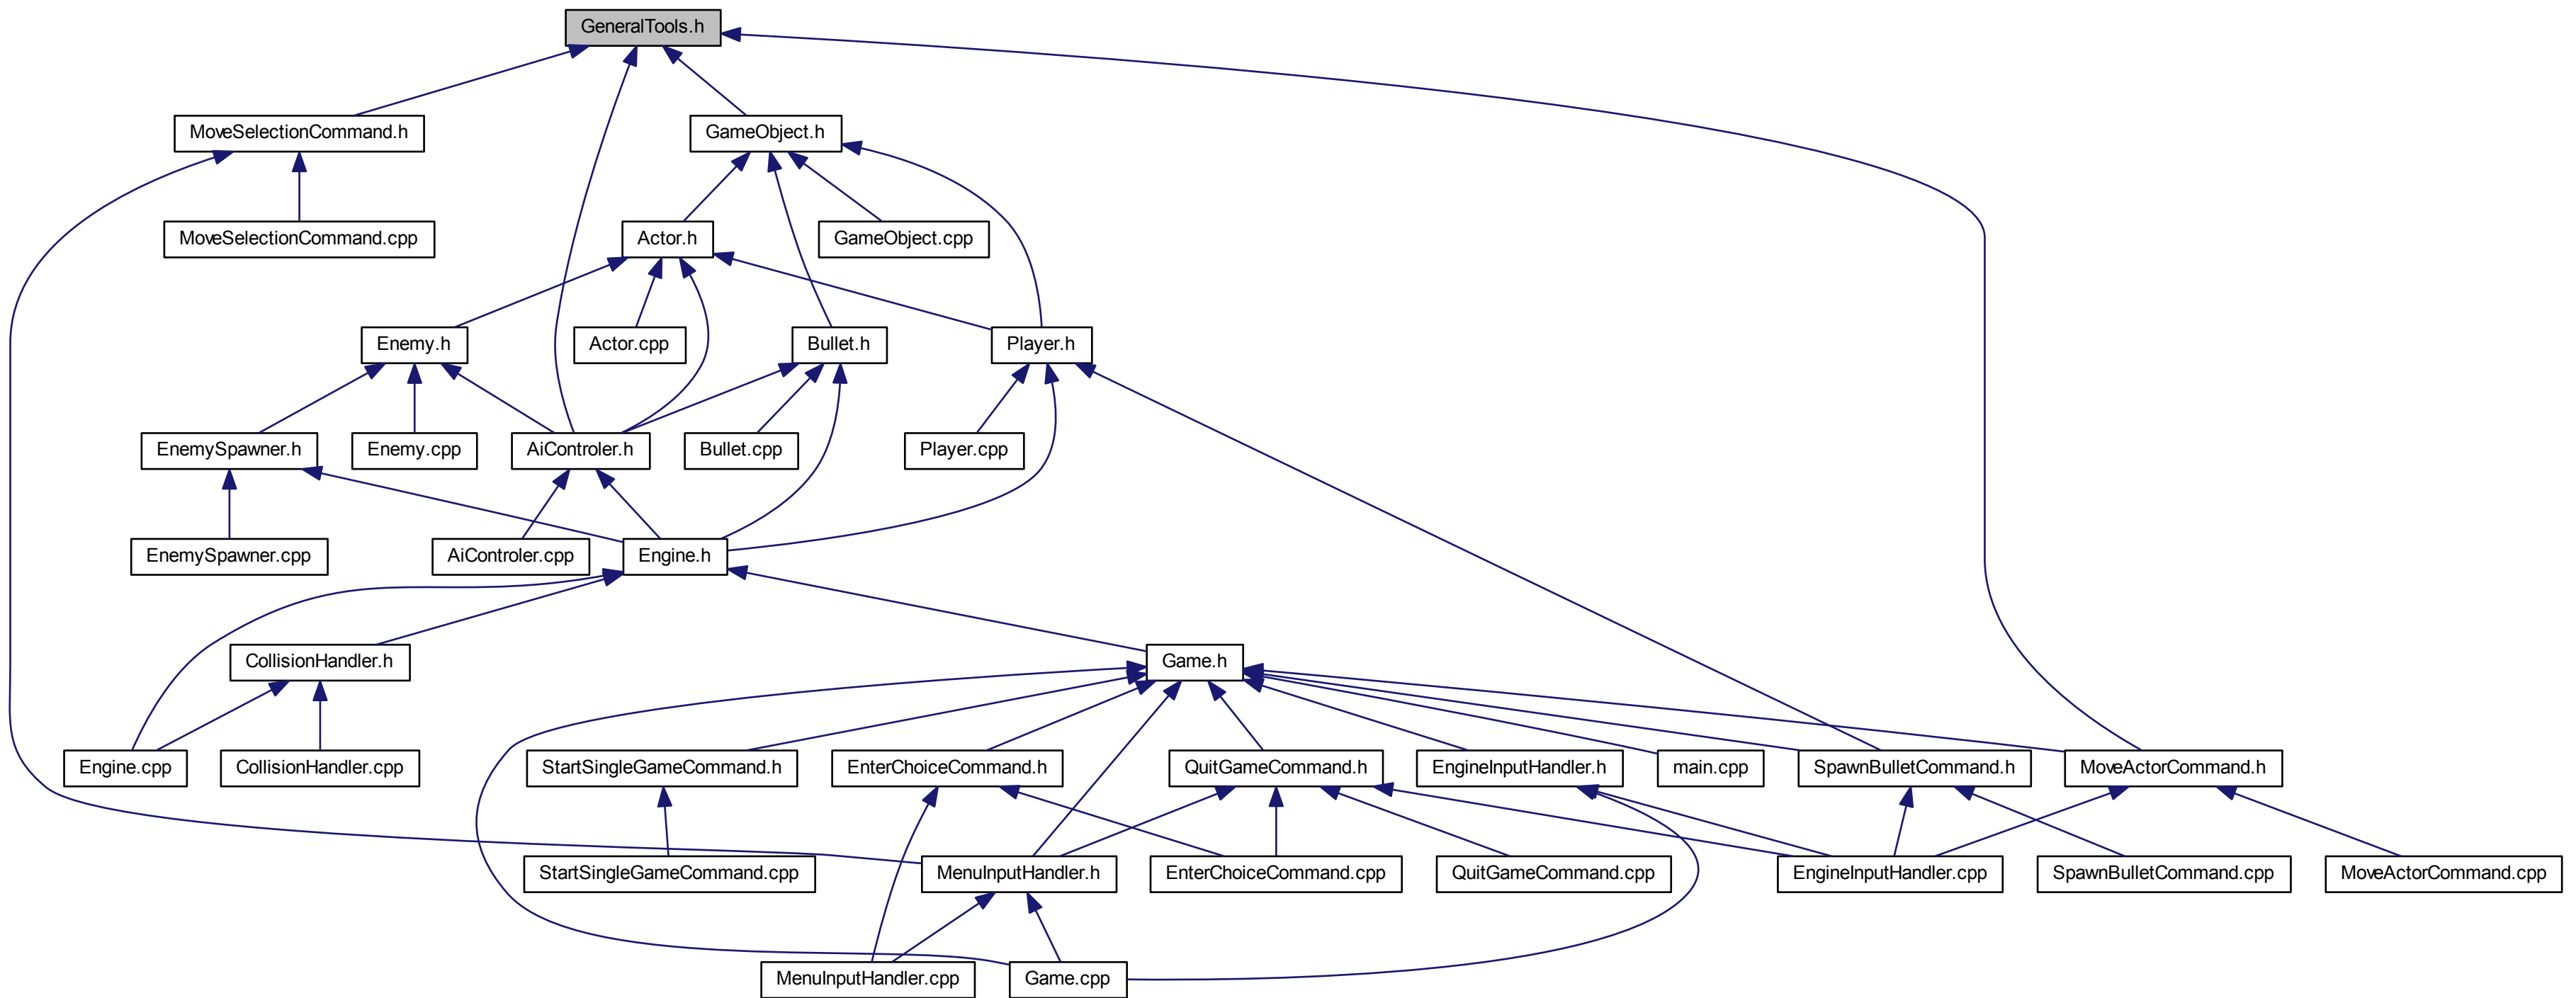 GeneralTools.h
MoveSelectionCommand.h
GameObject.h
MoveSelectionCommand.cpp
Actor.h
GameObject.cpp
Enemy.h
Actor.cpp
Bullet.h
Player.h
EnemySpawner.h
Enemy.cpp
AiControler.h
Bullet.cpp
Player.cpp
EnemySpawner.cpp
AiControler.cpp
Engine.h
CollisionHandler.h
Game.h
Engine.cpp
CollisionHandler.cpp
StartSingleGameCommand.h
EnterChoiceCommand.h
QuitGameCommand.h
EngineInputHandler.h
main.cpp
SpawnBulletCommand.h
MoveActorCommand.h
StartSingleGameCommand.cpp
MenuInputHandler.h
EnterChoiceCommand.cpp
QuitGameCommand.cpp
EngineInputHandler.cpp
SpawnBulletCommand.cpp
MoveActorCommand.cpp
MenuInputHandler.cpp
Game.cpp